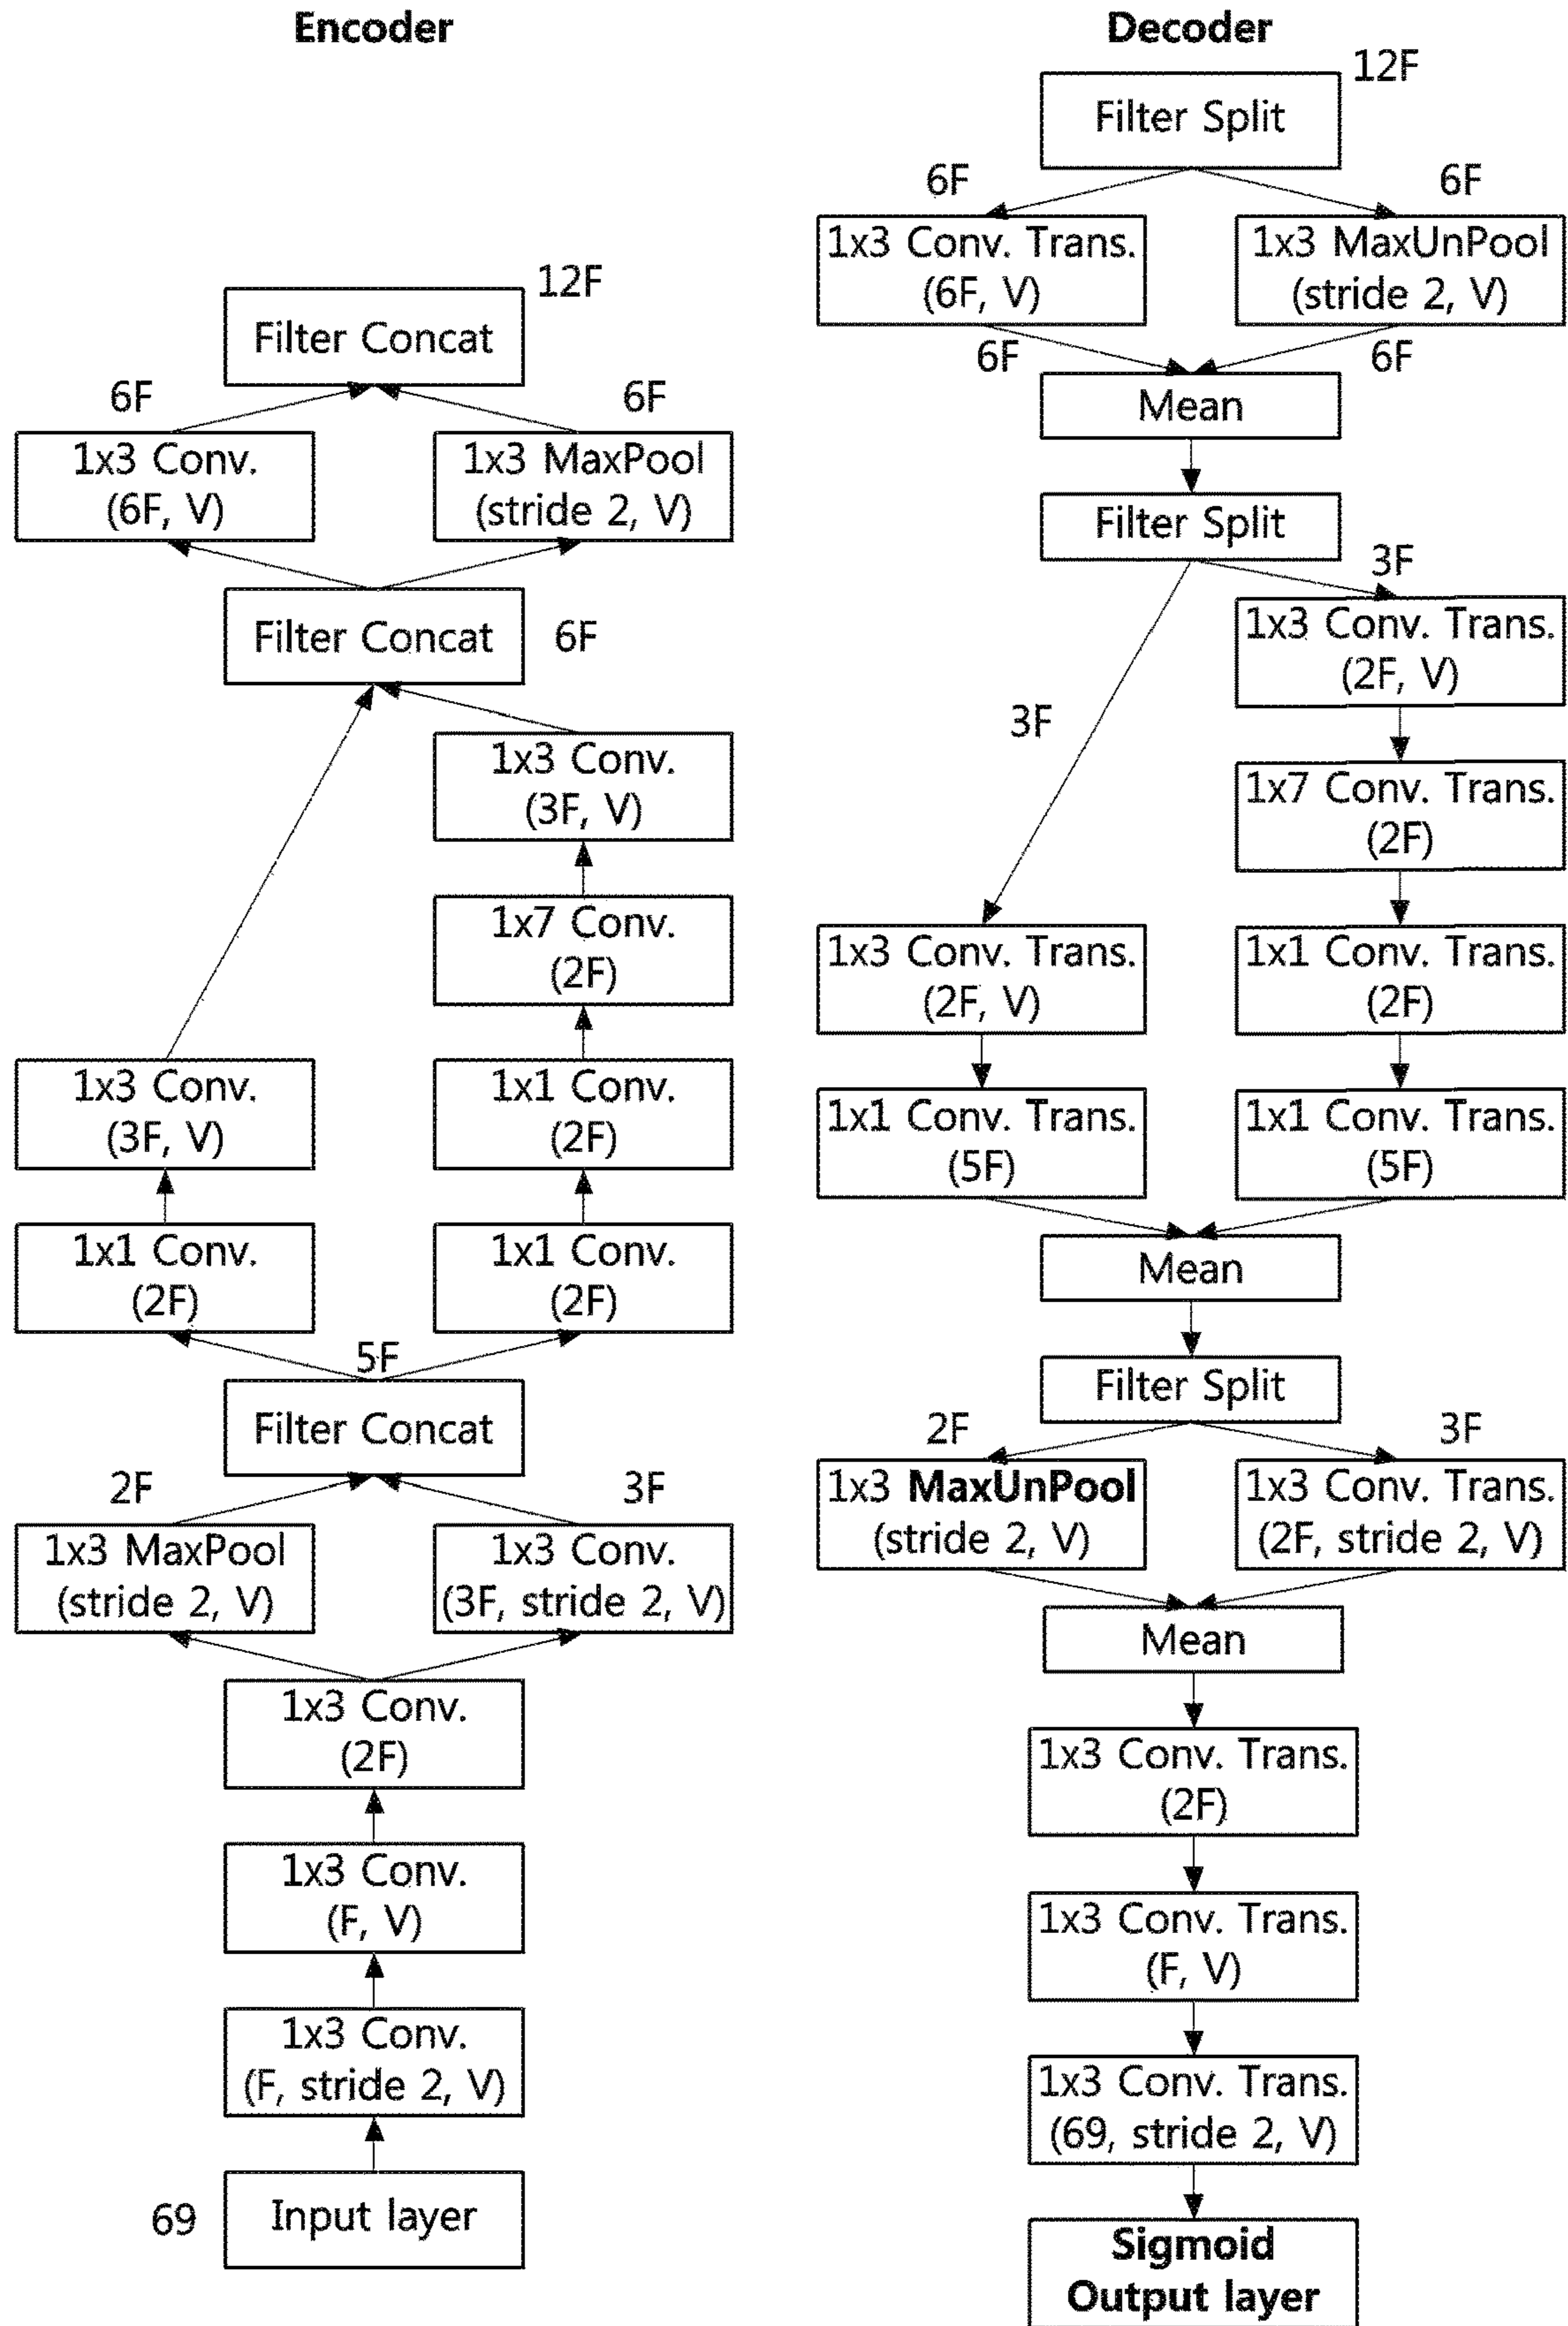 Encoder
12F
Filter Concat
6F
6F
1x3 Conv.
(6F, V)
1x3 MaxPool
(stride 2, V)
Filter Concat
6F
1x3 Conv.
(3F, V)
1x7 Conv.
(2F)
1x3 Conv.
(3F, V)
1x1 Conv.
(2F)
1x1 Conv.
(2F)
1x1 Conv.
(2F)
5F
Filter Concat
2F
3F
1x3 MaxPool
(stride 2, V)
1x3 Conv.
(3F, stride 2, V)
1x3 Conv.
(2F)
1x3 Conv.
(F, V)
1x3 Conv.
(F, stride 2, V)
69
Input layer
Decoder
12F
Filter Split
6F
6F
1x3 Conv. Trans.
(6F, V)
1x3 MaxUnPool
(stride 2, V)
6F
6F
Mean
Filter Split
3F
1x3 Conv. Trans.
(2F, V)
3F
1x7 Conv. Trans.
(2F)
1x3 Conv. Trans.
(2F, V)
1x1 Conv. Trans.
(2F)
1x1 Conv. Trans.
(5F)
1x1 Conv. Trans.
(5F)
Mean
Filter Split
2F
3F
1x3 MaxUnPool
(stride 2, V)
1x3 Conv. Trans.
(2F, stride 2, V)
Mean
1x3 Conv. Trans.
(2F)
1x3 Conv. Trans.
(F, V)
1x3 Conv. Trans.
(69, stride 2, V)
Sigmoid
Output layer